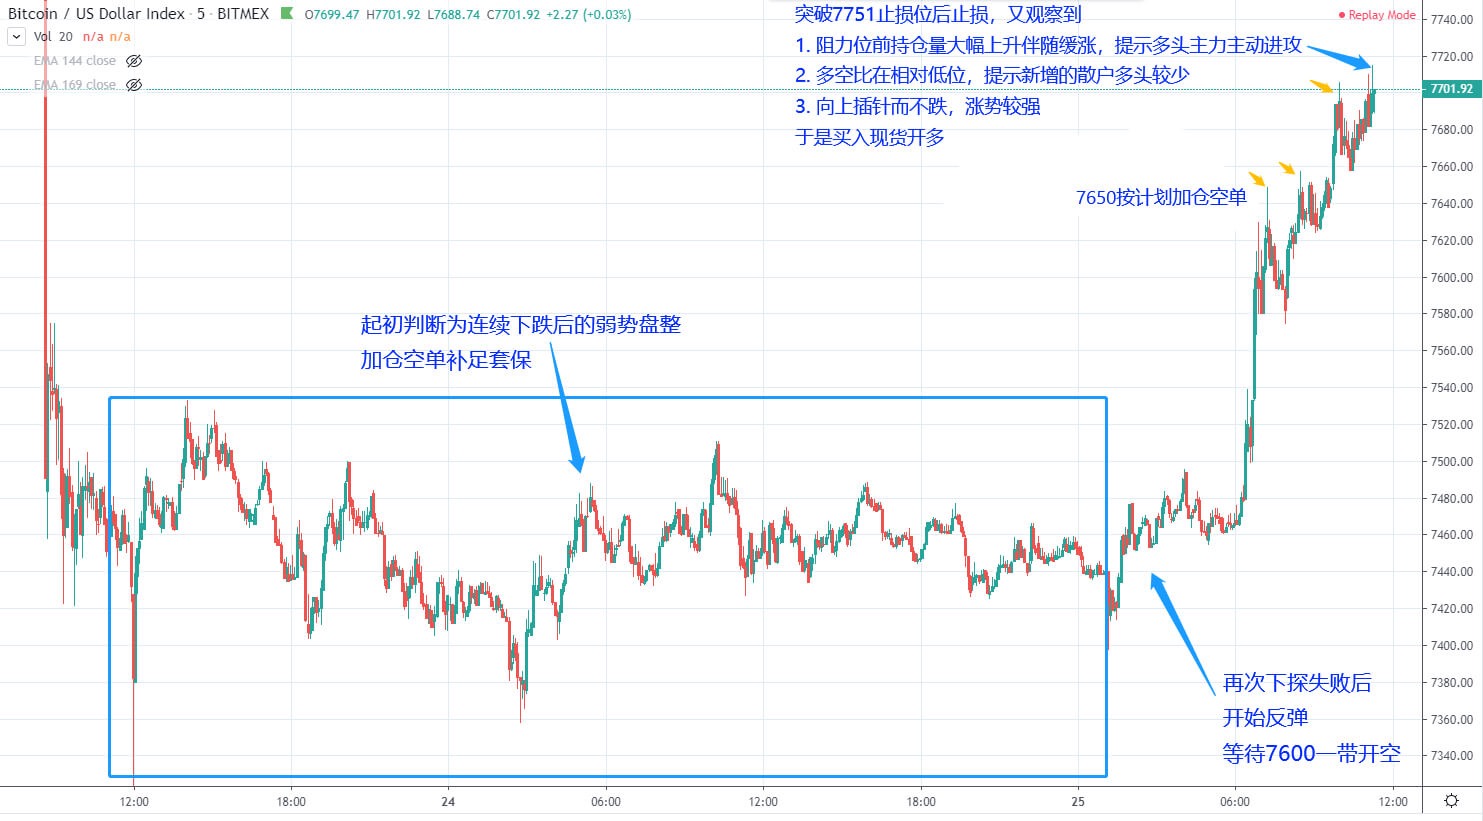 Bitcoin / US Dollar Index · 5 · BITMEX O7699.47 H7701.92 L7688.74 C7701.92 +2.27 (+0.03%)
Vol 20 n/a n/a
EMA 144 close
EMA 169 close
Replay Mode
突破7751止损位后止损，又观察到
1. 阻力位前持仓量大幅上升伴随缓涨，提示多头主力主动进攻
2. 多空比在相对低位，提示新增的散户多头较少
3. 向上插针而不跌，涨势较强
于是买入现货开多
7650按计划加仓空单
起初判断为连续下跌后的弱势盘整
加仓空单补足套保
再次下探失败后
开始反弹
等待7600一带开空
7740.00
7720.00
7701.92
7680.00
7660.00
7640.00
7620.00
7600.00
7580.00
7560.00
7540.00
7520.00
7500.00
7480.00
7460.00
7440.00
7420.00
7400.00
7380.00
7360.00
7340.00
12:00 18:00 24 06:00 12:00 18:00 25 06:00 12:00